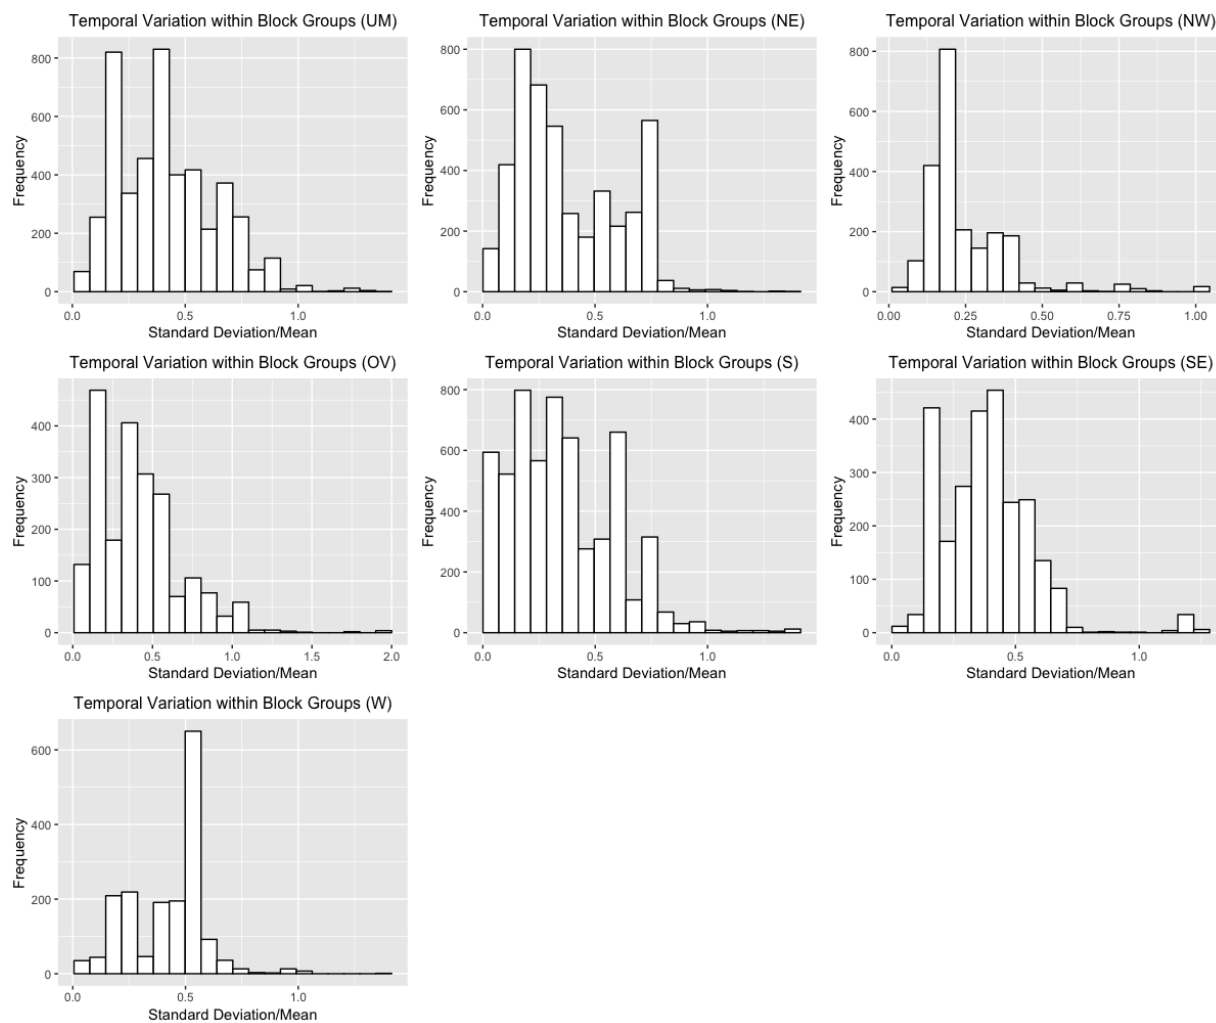 Temporal Variation within Block Groups (UM)
Frequency
800
600
400
200
0
0.0 0.5 1.0
Standard Deviation/Mean
Temporal Variation within Block Groups (NE)
Frequency
800
600
400
200
0
0.0 0.5 1.0
Standard Deviation/Mean
Temporal Variation within Block Groups (NW)
Frequency
800
600
400
200
0
0.00 0.25 0.50 0.75 1.00
Standard Deviation/Mean
Temporal Variation within Block Groups (OV)
Frequency
400
300
200
100
0
0.0 0.5 1.0 1.5 2.0
Standard Deviation/Mean
Temporal Variation within Block Groups (S)
Frequency
800
600
400
200
0
0.0 0.5 1.0
Standard Deviation/Mean
Temporal Variation within Block Groups (SE)
Frequency
400
300
200
100
0
0.0 0.5 1.0
Standard Deviation/Mean
Temporal Variation within Block Groups (W)
Frequency
600
400
200
0
0.0 0.5 1.0
Standard Deviation/Mean